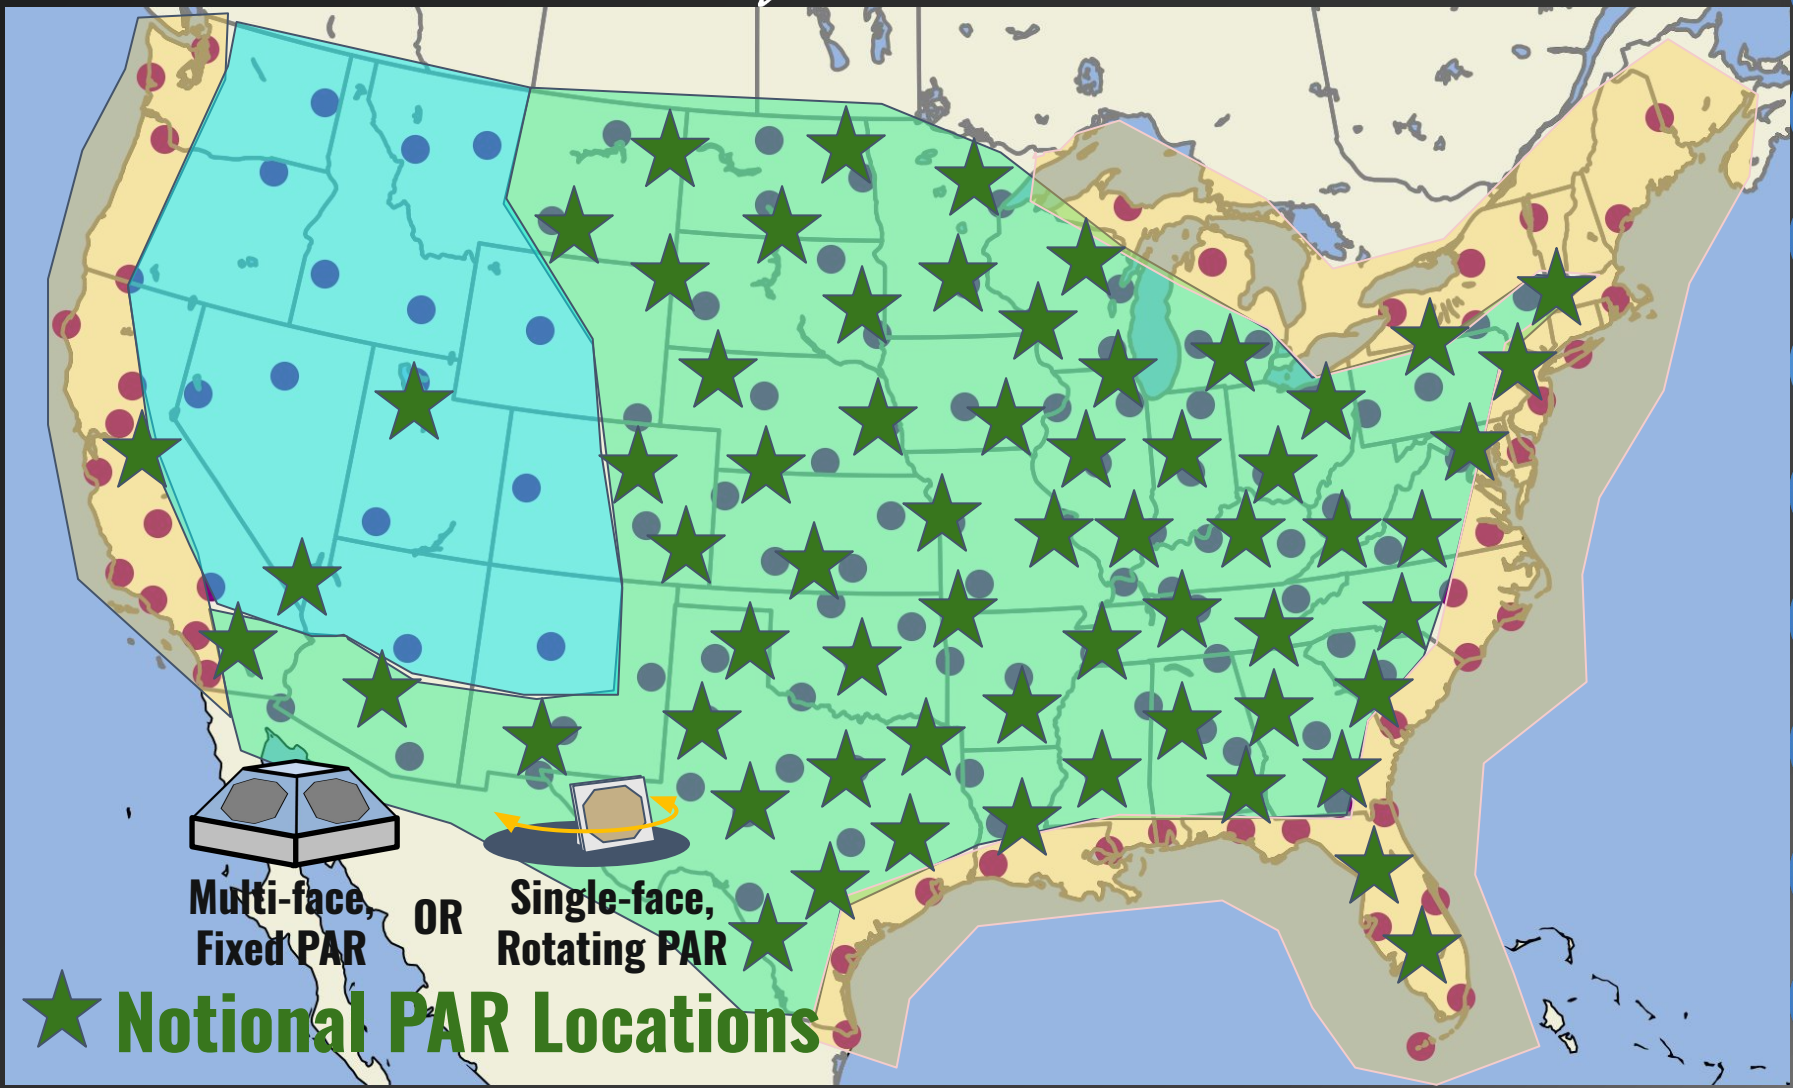 Multi-face,
Fixed PAR
OR
Single-face,
Rotating PAR
Notional PAR Locations